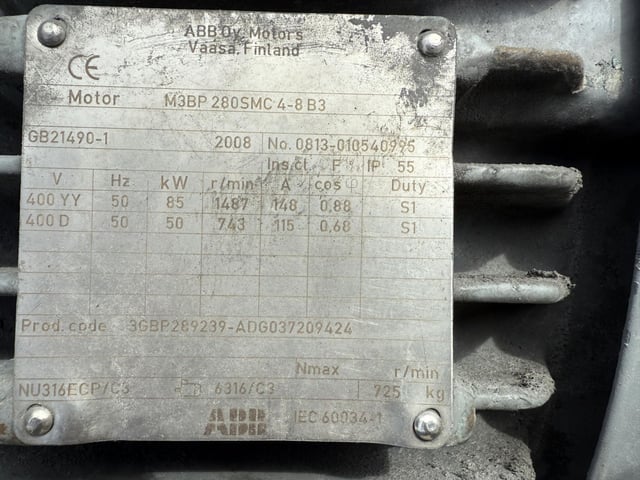 ABB Oy, Motors
Vaasa, Finland
CE
Motor M3BP 280SMC 4-8 B3
GB21490-1 2008 No. 0813-010540995
Ins.cl. F IP 55
V Hz kW r/min A cosφ Duty
400 YY 50 85 1487 148 0,88 S1
400 D 50 50 743 115 0,68 S1
Prod. code 3GBP289239-ADG037209424
Nmax r/min
NU316ECP/C3 6316/C3 725 kg
ABB IEC 60034-1